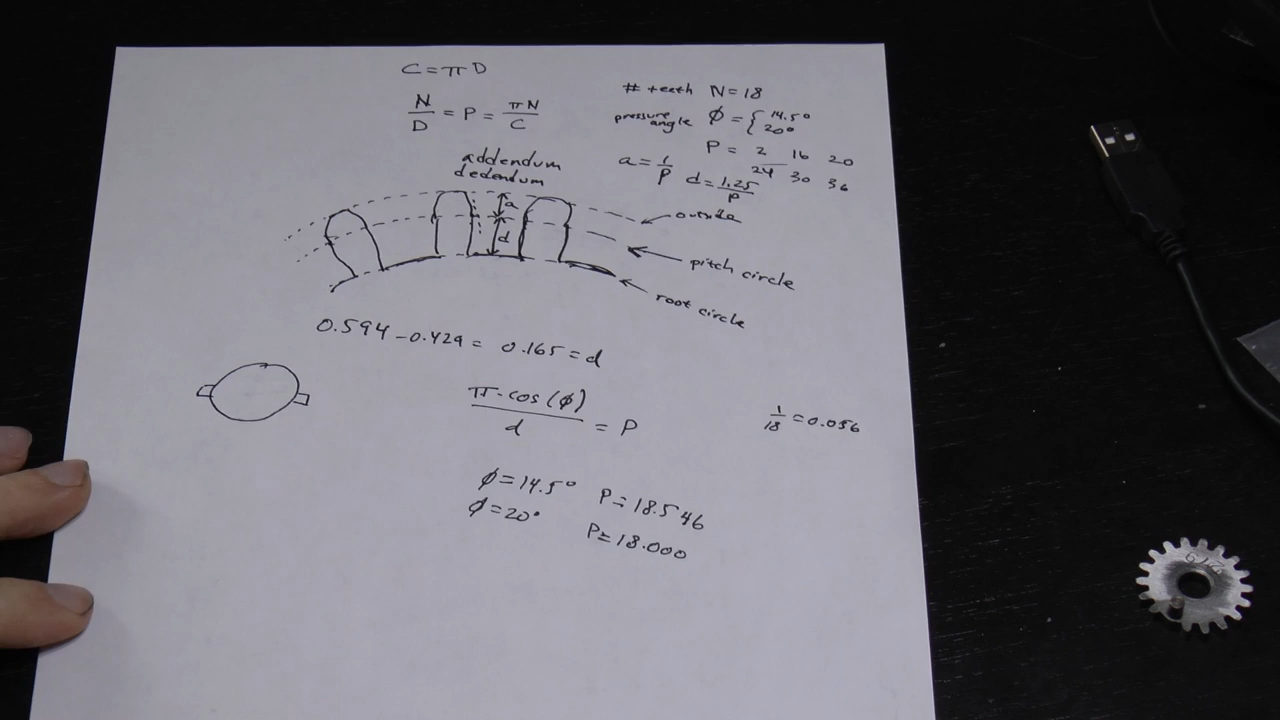 C = π D
N/D = P = πN/C
# teeth N = 18
pressure angle ϕ = { 14.5° 20°
P = 2 16 20
24 30 36
a = 1/P d = 1.25/P
addendum
dedendum
a
d
outside
pitch circle
root circle
0.594 - 0.429 = 0.165 = d
π·cos(ϕ)/d = P
1/18 = 0.056
ϕ = 14.5° P = 18.546
ϕ = 20° P = 18.000